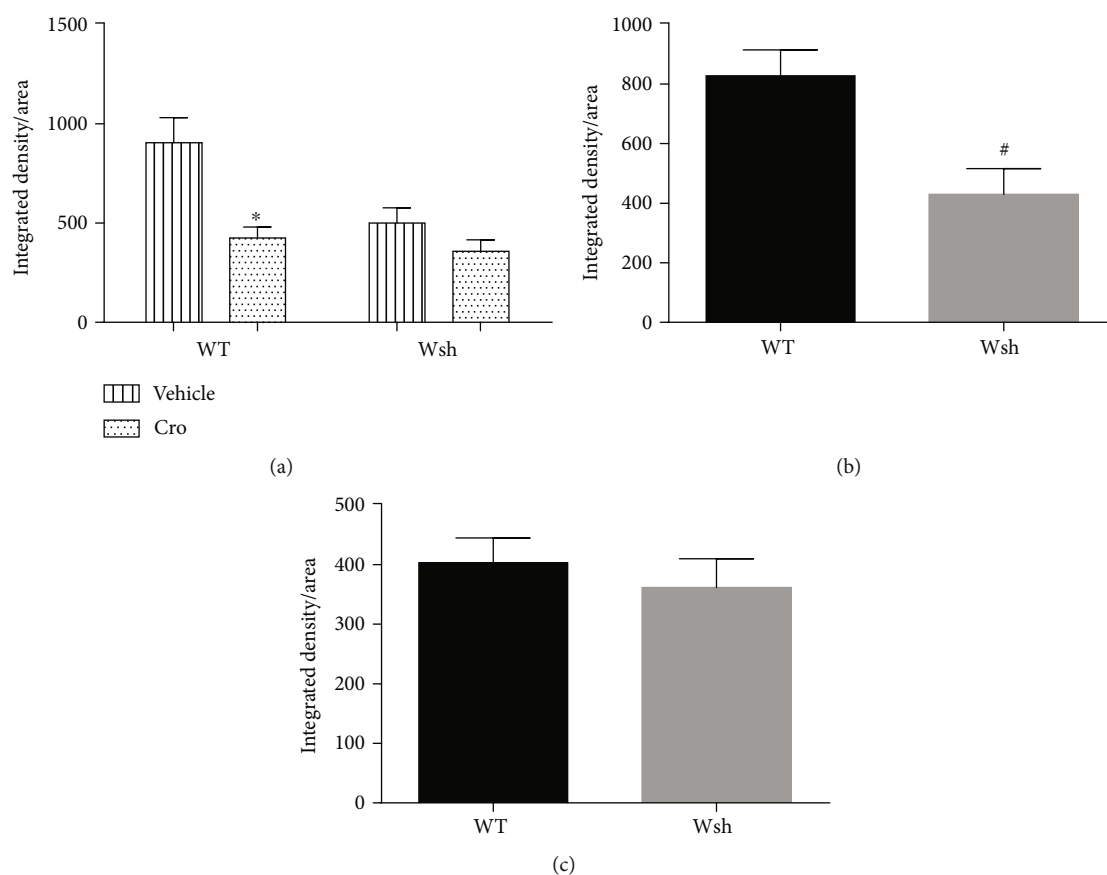 1500
1000
500
0
Integrated density/area
*
WT
Wsh
Vehicle
Cro
(a)
1000
800
600
400
200
0
Integrated density/area
#
WT
Wsh
(b)
500
400
300
200
100
0
Integrated density/area
WT
Wsh
(c)